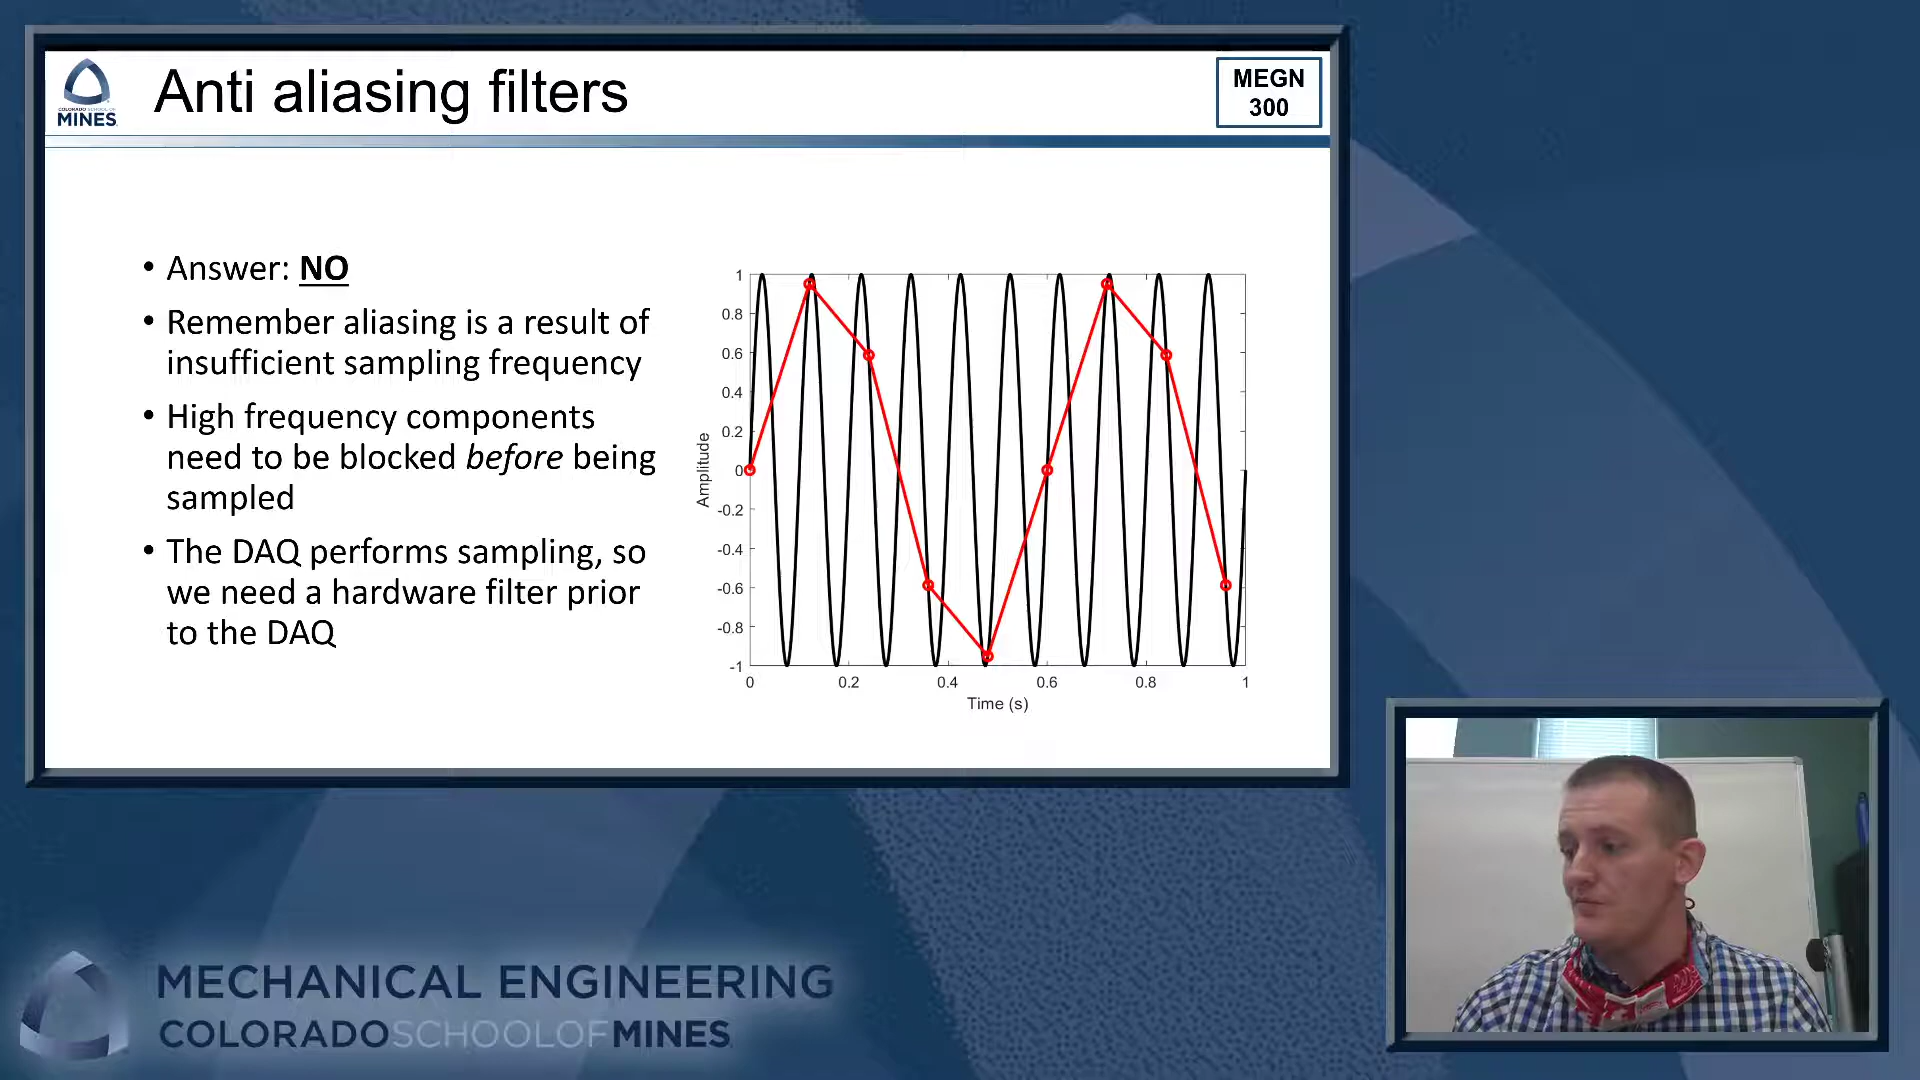 Anti aliasing filters
MEGN
300
COLORADO SCHOOL OF
MINES
• Answer: NO
• Remember aliasing is a result of
insufficient sampling frequency
• High frequency components
need to be blocked before being
sampled
• The DAQ performs sampling, so
we need a hardware filter prior
to the DAQ
1
0.8
0.6
0.4
0.2
0
-0.2
-0.4
-0.6
-0.8
-1
Amplitude
0 0.2 0.4 0.6 0.8 1
Time (s)
MECHANICAL ENGINEERING
COLORADOSCHOOLOFMINES